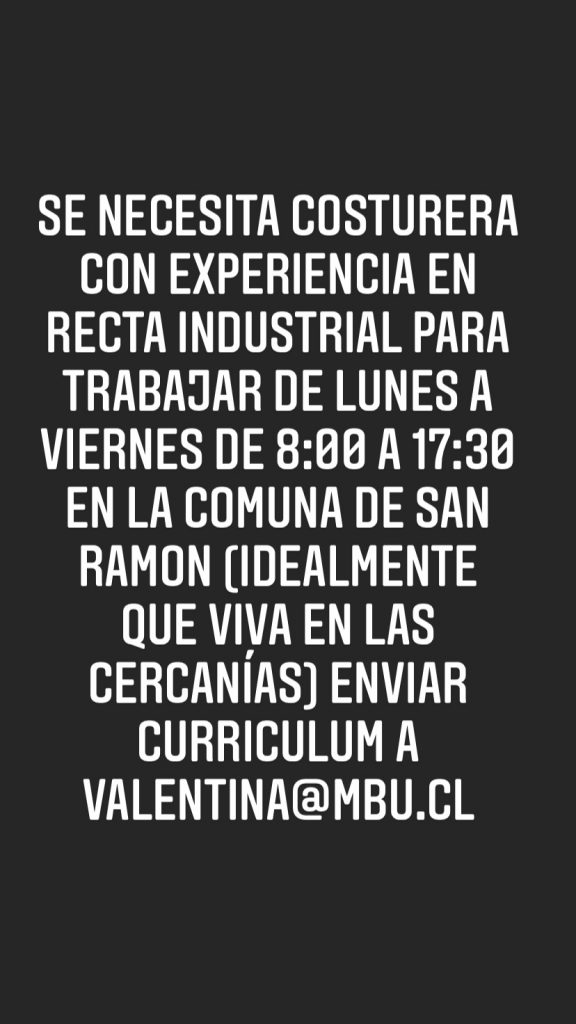 SE NECESITA COSTURERA
CON EXPERIENCIA EN
RECTA INDUSTRIAL PARA
TRABAJAR DE LUNES A
VIERNES DE 8:00 A 17:30
EN LA COMUNA DE SAN
RAMON (IDEALMENTE
QUE VIVA EN LAS
CERCANÍAS) ENVIAR
CURRICULUM A
VALENTINA@MBU.CL